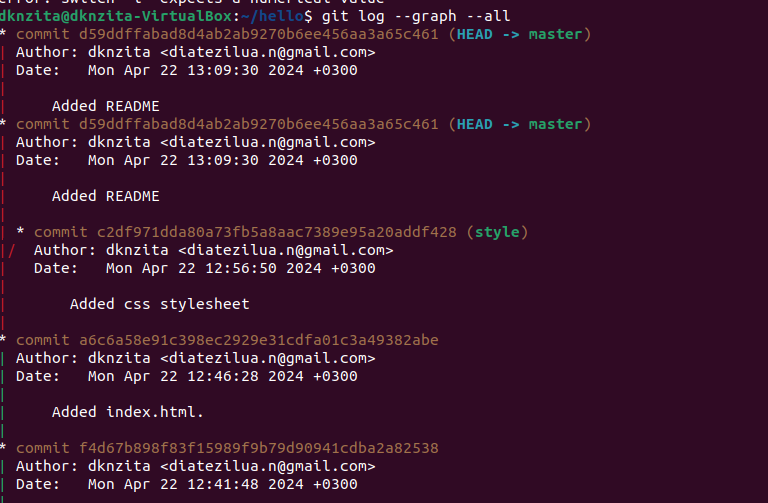 error: switch `t' expects a numerical value
dknzita@dknzita-VirtualBox:~/hello$ git log --graph --all
* commit d59ddffabad8d4ab2ab9270b6ee456aa3a65c461 (HEAD -> master)
| Author: dknzita <diatezilua.n@gmail.com>
| Date:   Mon Apr 22 13:09:30 2024 +0300
|
|     Added README
* commit d59ddffabad8d4ab2ab9270b6ee456aa3a65c461 (HEAD -> master)
| Author: dknzita <diatezilua.n@gmail.com>
| Date:   Mon Apr 22 13:09:30 2024 +0300
|
|     Added README
|
| * commit c2df971dda80a73fb5a8aac7389e95a20addf428 (style)
|/  Author: dknzita <diatezilua.n@gmail.com>
|   Date:   Mon Apr 22 12:56:50 2024 +0300
|
|       Added css stylesheet
|
* commit a6c6a58e91c398ec2929e31cdfa01c3a49382abe
| Author: dknzita <diatezilua.n@gmail.com>
| Date:   Mon Apr 22 12:46:28 2024 +0300
|
|     Added index.html.
|
* commit f4d67b898f83f15989f9b79d90941cdba2a82538
| Author: dknzita <diatezilua.n@gmail.com>
| Date:   Mon Apr 22 12:41:48 2024 +0300
|